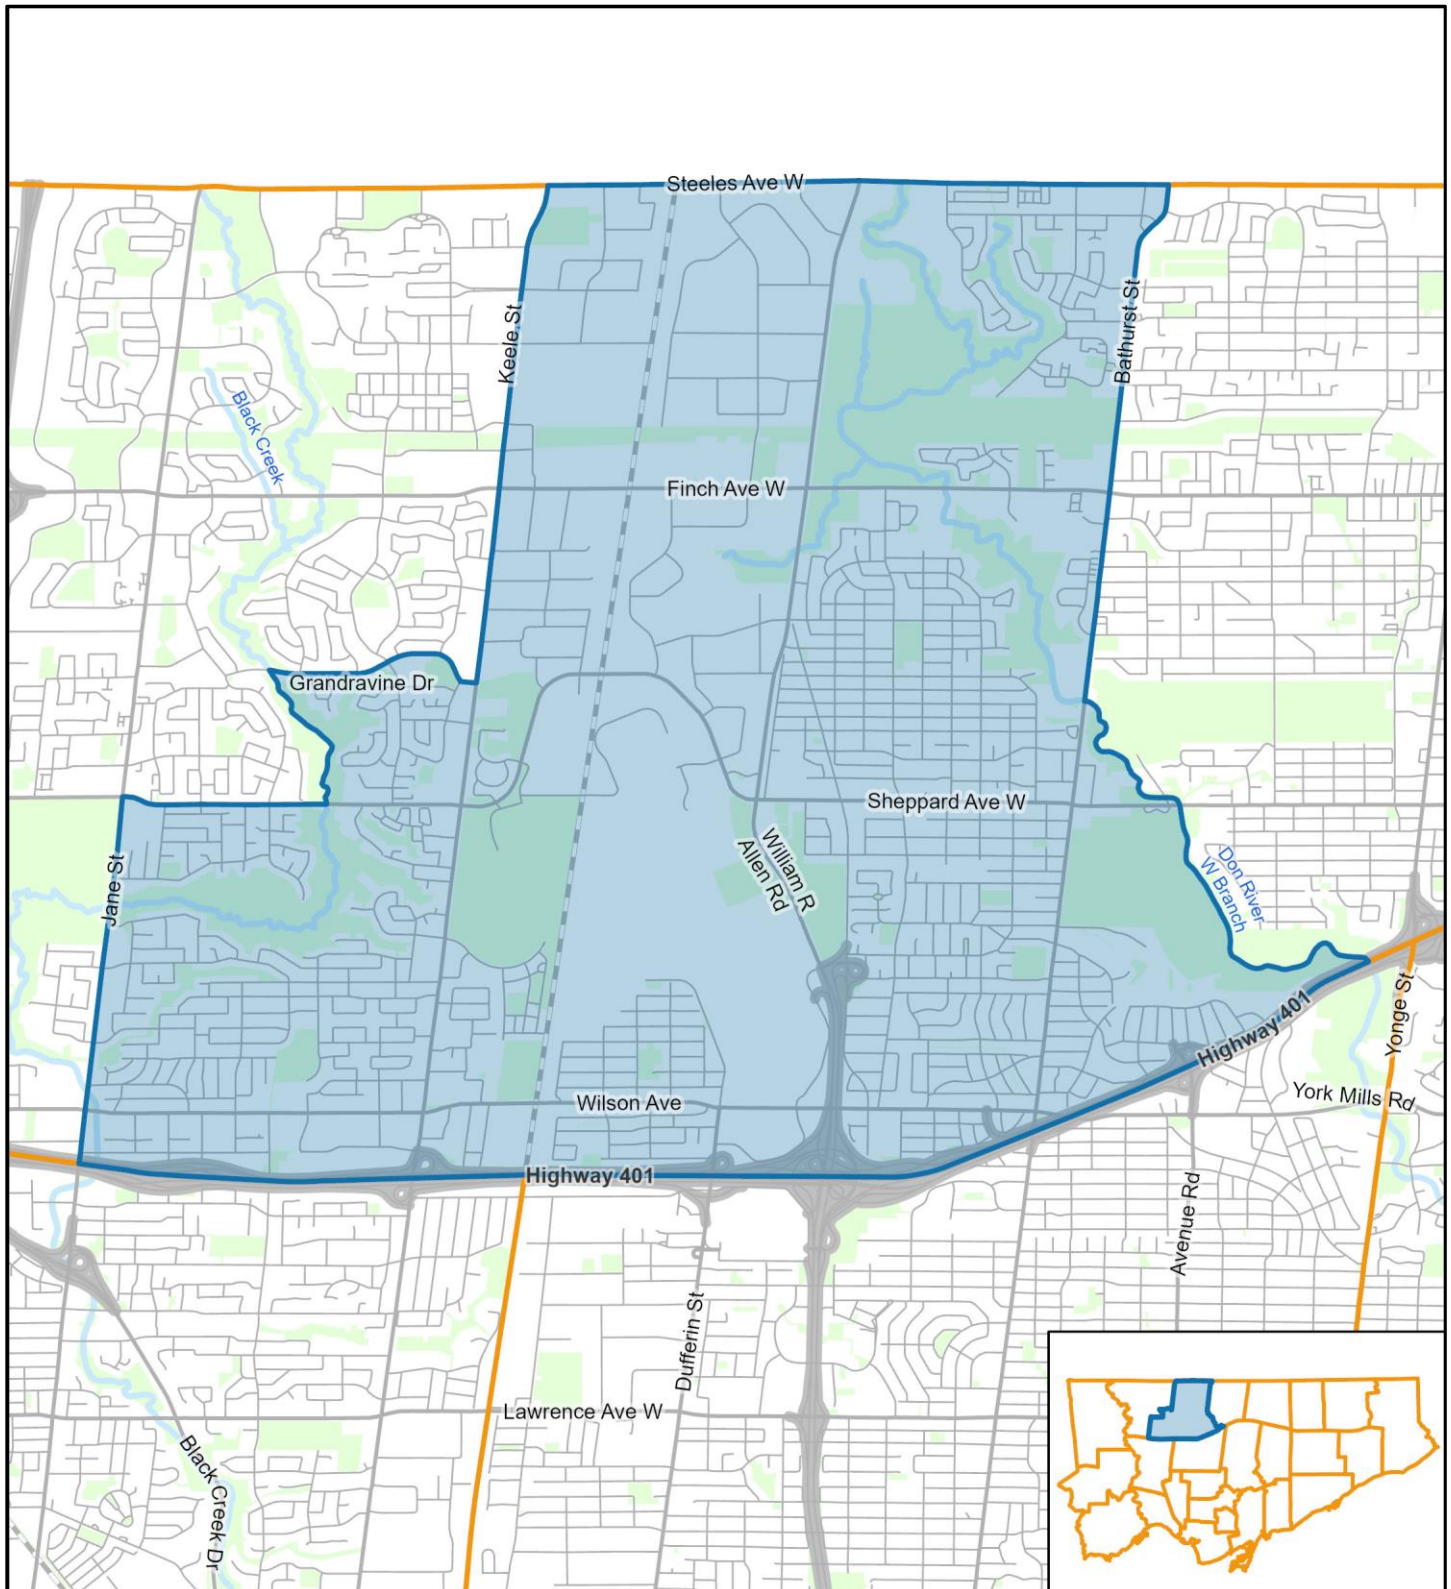 Steeles Ave W
Keele St
Bathurst St
Black Creek
Finch Ave W
Grandravine Dr
Sheppard Ave W
William R
Allen Rd
Jane St
Don River
W Branch
Highway 401
Yonge St
Wilson Ave
York Mills Rd
Highway 401
Avenue Rd
Dufferin St
Lawrence Ave W
Black Creek Dr